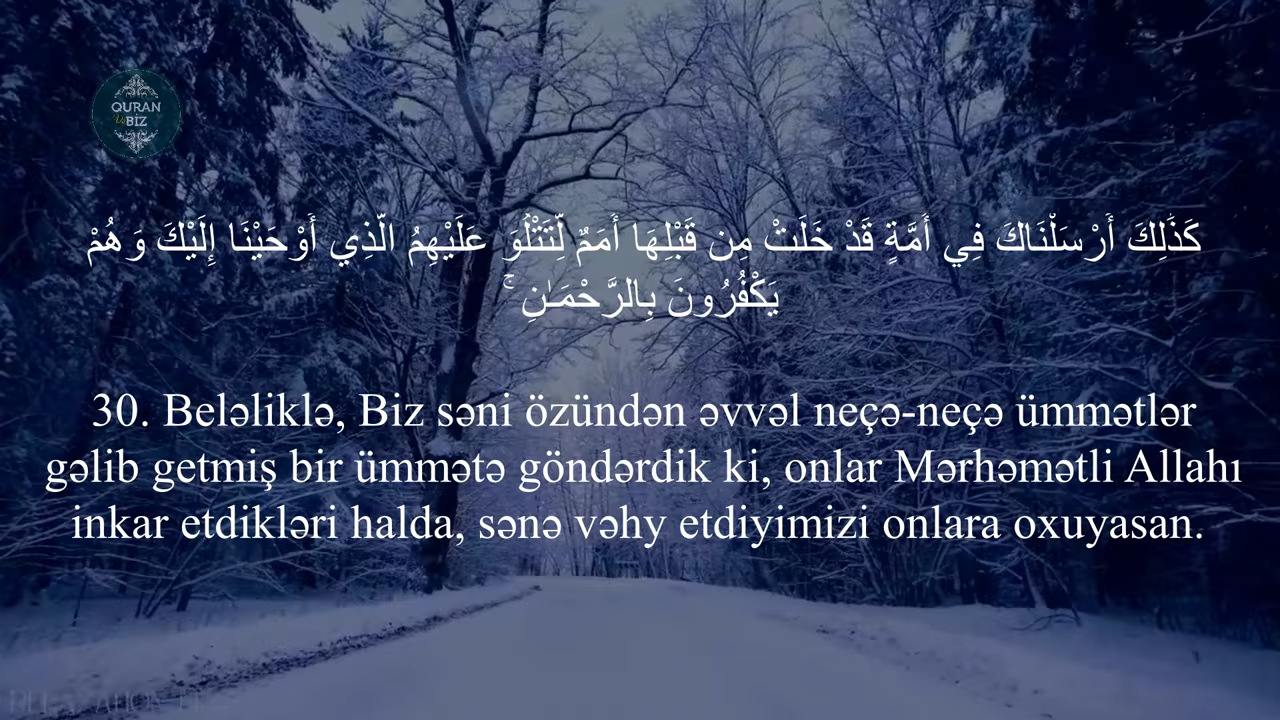 QURAN
Və
BİZ
كَذَٰلِكَ أَرْسَلْنَاكَ فِي أُمَّةٍ قَدْ خَلَتْ مِن قَبْلِهَا أُمَمٌ لِّتَتْلُوَ عَلَيْهِمُ الَّذِي أَوْحَيْنَا إِلَيْكَ وَهُمْ
يَكْفُرُونَ بِالرَّحْمَـٰنِ ۚ
30. Beləliklə, Biz səni özündən əvvəl neçə-neçə ümmətlər
gəlib getmiş bir ümmətə göndərdik ki, onlar Mərhəmətli Allahı
inkar etdikləri halda, sənə vəhy etdiyimizi onlara oxuyasan.